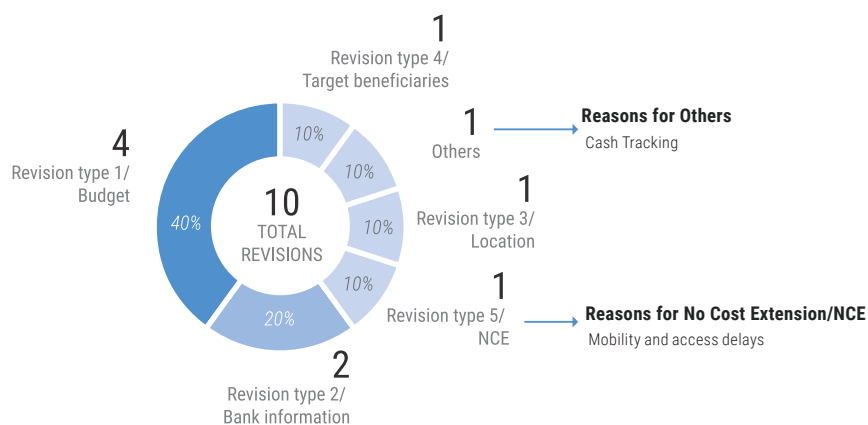 1
Revision type 4/
Target beneficiaries
10%
1
Others
Reasons for Others
Cash Tracking
10%
1
Revision type 3/
Location
10%
1
Revision type 5/
NCE
Reasons for No Cost Extension/NCE
Mobility and access delays
10%
2
Revision type 2/
Bank information
20%
4
Revision type 1/
Budget
40%
10
TOTAL
REVISIONS